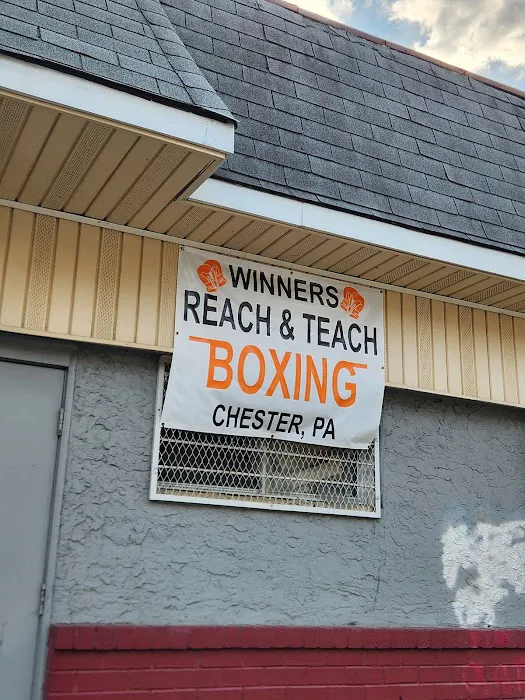 WINNERS
REACH & TEACH
BOXING
CHESTER, PA